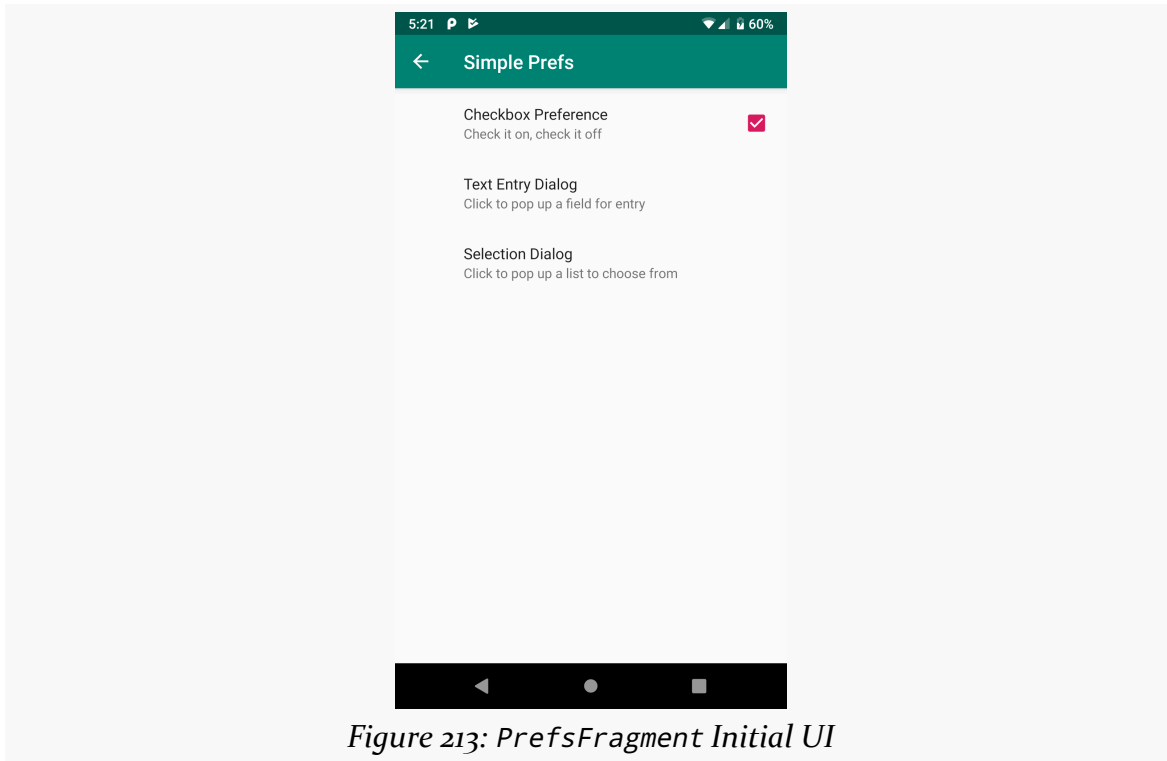 5:21 60%
Simple Prefs
Checkbox Preference
Check it on, check it off
Text Entry Dialog
Click to pop up a field for entry
Selection Dialog
Click to pop up a list to choose from
Figure 213: PrefsFragment Initial UI